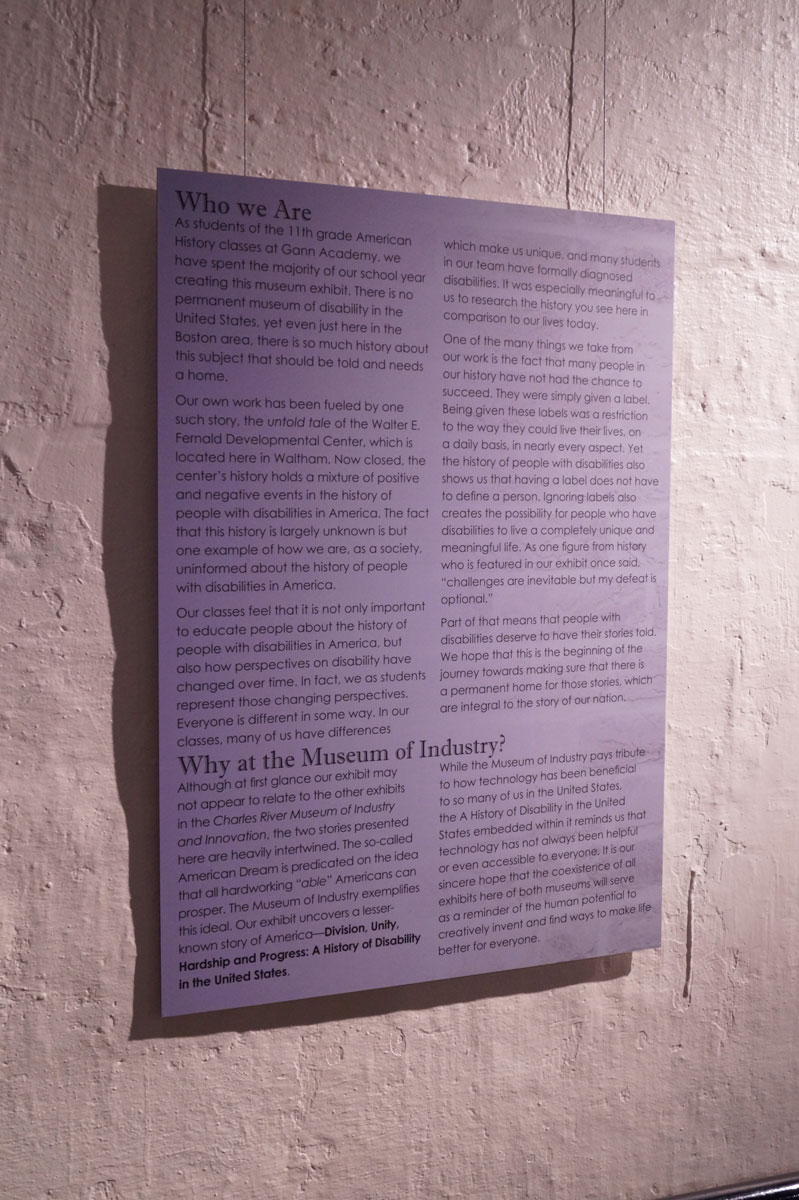 Who we Are
As students of the 11th grade American
History classes at Gann Academy, we
have spent the majority of our school year
creating this museum exhibit. There is no
permanent museum of disability in the
United States, yet even just here in the
Boston area, there is so much history about
this subject that should be told and needs
a home.
Our own work has been fueled by one
such story, the untold tale of the Walter E.
Fernald Developmental Center, which is
located here in Waltham. Now closed, the
center's history holds a mixture of positive
and negative events in the history of
people with disabilities in America. The fact
that this history is largely unknown is but
one example of how we are, as a society,
uninformed about the history of people
with disabilities in America.
Our classes feel that it is not only important
to educate people about the history of
people with disabilities in America, but
also how perspectives on disability have
changed over time. In fact, we as students
represent those changing perspectives.
Everyone is different in some way. In our
classes, many of us have differences
which make us unique, and many students
in our team have formally diagnosed
disabilities. It was especially meaningful to
us to research the history you see here in
comparison to our lives today.
One of the many things we take from
our work is the fact that many people in
our history have not had the chance to
succeed. They were simply given a label.
Being given these labels was a restriction
to the way they could live their lives, on
a daily basis, in nearly every aspect. Yet
the history of people with disabilities also
shows us that having a label does not have
to define a person. Ignoring labels also
creates the possibility for people who have
disabilities to live a completely unique and
meaningful life. As one figure from history
who is featured in our exhibit once said,
"challenges are inevitable but my defeat is
optional."
Part of that means that people with
disabilities deserve to have their stories told.
We hope that this is the beginning of the
journey towards making sure that there is
a permanent home for those stories, which
are integral to the story of our nation.
Why at the Museum of Industry?
Although at first glance our exhibit may
not appear to relate to the other exhibits
in the Charles River Museum of Industry
and Innovation, the two stories presented
here are heavily intertwined. The so-called
American Dream is predicated on the idea
that all hardworking "able" Americans can
prosper. The Museum of Industry exemplifies
this ideal. Our exhibit uncovers a lesser-
known story of America—Division, Unity,
Hardship and Progress: A History of Disability
in the United States.
While the Museum of Industry pays tribute
to how technology has been beneficial
to so many of us in the United States,
the A History of Disability in the United
States embedded within it reminds us that
technology has not always been helpful
or even accessible to everyone. It is our
sincere hope that the coexistence of all
exhibits here of both museums will serve
as a reminder of the human potential to
creatively invent and find ways to make life
better for everyone.